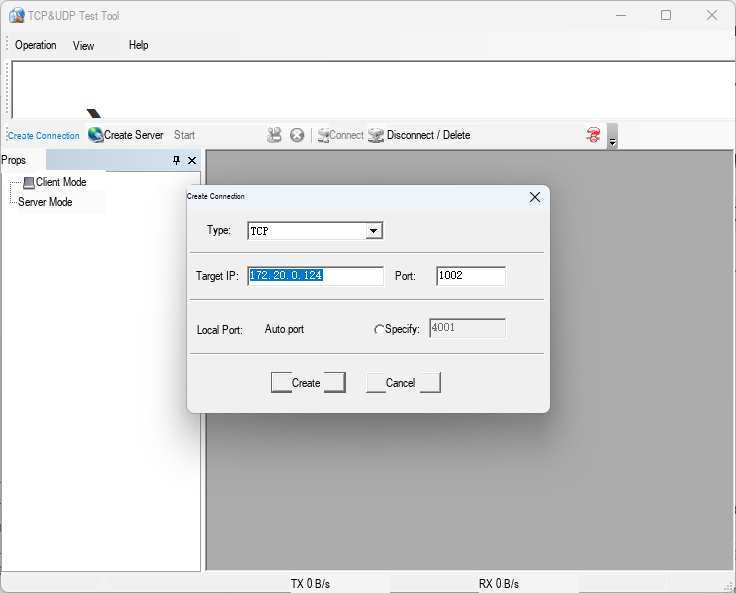 TCP&UDP Test Tool
Operation View Help
Create Connection Create Server Start Connect Disconnect / Delete
Props
Client Mode
Server Mode
Create Connection
Type: TCP
Target IP: 172.20.0.124 Port: 1002
Local Port: Auto port Specify: 4001
Create Cancel
TX 0 B/s RX 0 B/s